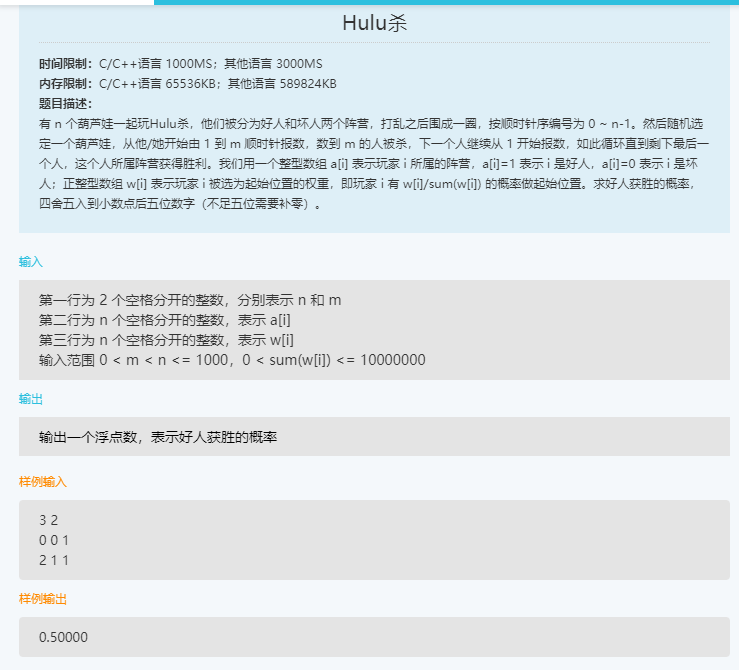 Hulu杀
时间限制：C/C++语言 1000MS；其他语言 3000MS
内存限制：C/C++语言 65536KB；其他语言 589824KB
题目描述：
有 n 个葫芦娃一起玩Hulu杀，他们被分为好人和坏人两个阵营，打乱之后围成一圈，按顺时针序编号为 0 ~ n-1。然后随机选
定一个葫芦娃，从他/她开始由 1 到 m 顺时针报数，数到 m 的人被杀，下一个人继续从 1 开始报数，如此循环直到剩下最后一
个人，这个人所属阵营获得胜利。我们用一个整型数组 a[i] 表示玩家 i 所属的阵营，a[i]=1 表示 i 是好人，a[i]=0 表示 i 是坏
人；正整型数组 w[i] 表示玩家 i 被选为起始位置的权重，即玩家 i 有 w[i]/sum(w[i]) 的概率做起始位置。求好人获胜的概率，
四舍五入到小数点后五位数字（不足五位需要补零）。
输入
第一行为 2 个空格分开的整数，分别表示 n 和 m
第二行为 n 个空格分开的整数，表示 a[i]
第三行为 n 个空格分开的整数，表示 w[i]
输入范围 0 < m < n <= 1000，0 < sum(w[i]) <= 10000000
输出
输出一个浮点数，表示好人获胜的概率
样例输入
3 2
0 0 1
2 1 1
样例输出
0.50000